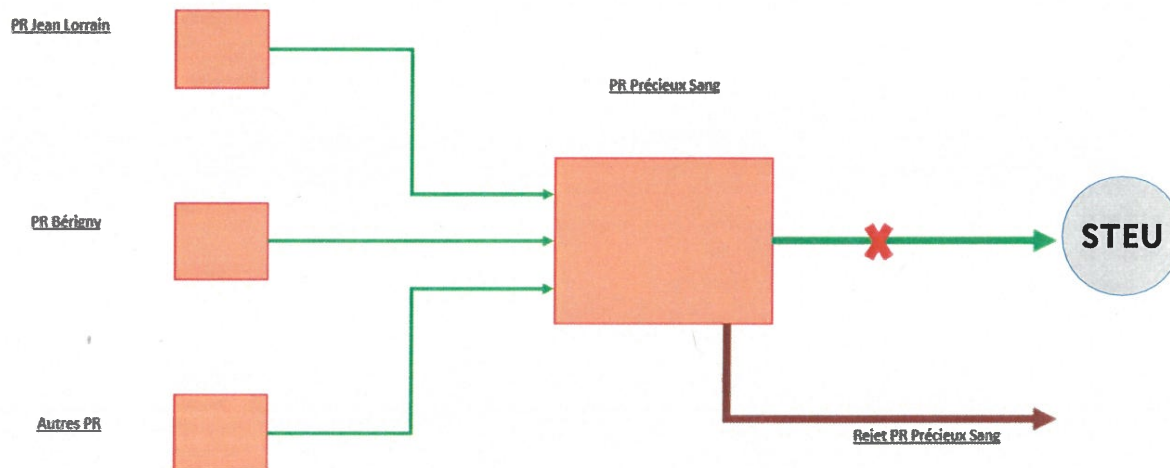 PR Jean Lorrain
PR Précieux Sang
PR Bérigny
STEU
Autres PR
Rejet PR Précieux Sang